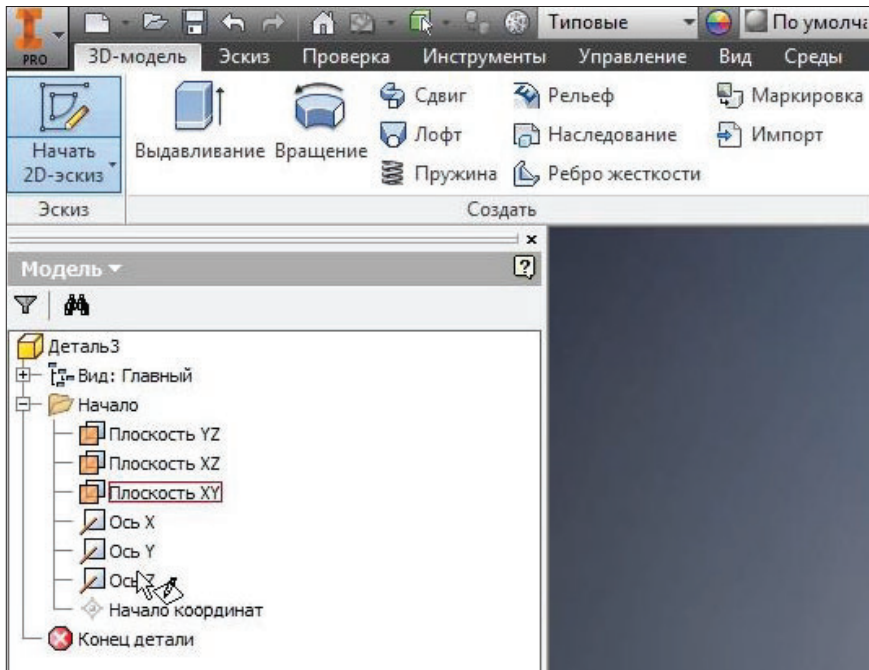 Типовые По умолча
PRO 3D-модель Эскиз Проверка Инструменты Управление Вид Среды
Начать 2D-эскиз
Выдавливание
Вращение
Сдвиг
Лофт
Пружина
Рельеф
Наследование
Ребро жесткости
Маркировка
Импорт
Эскиз Создать
Модель
Деталь3
Вид: Главный
Начало
Плоскость YZ
Плоскость XZ
Плоскость XY
Ось X
Ось Y
Начало координат
Конец детали